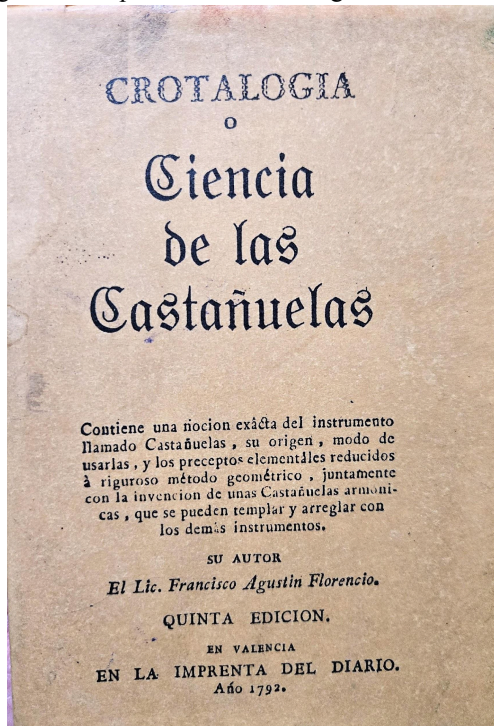 CROTALOGIA
O
Ciencia
de las
Castañuelas
Contiene una nocion exâcta del instrumento
llamado Castañuelas, su origen, modo de
usarlas, y los preceptos elementáles reducidos
à riguroso método geométrico, juntamente
con la invencion de unas Castañuelas armoni-
cas, que se pueden templar y arreglar con
los demás instrumentos.
SU AUTOR
El Lic. Francisco Agustin Florencio.
QUINTA EDICION.
EN VALENCIA
EN LA IMPRENTA DEL DIARIO.
Año 1792.